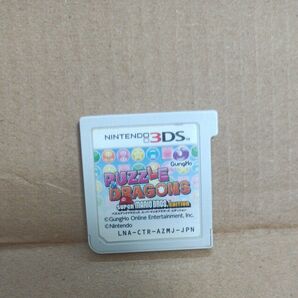 NINTENDO 3DS
GungHo
PUZZLE
DRAGONS
SUPER MARIO BROS. EDITION
©GungHo Online Entertainment, Inc.
©Nintendo
LNA-CTR-AZMJ-JPN